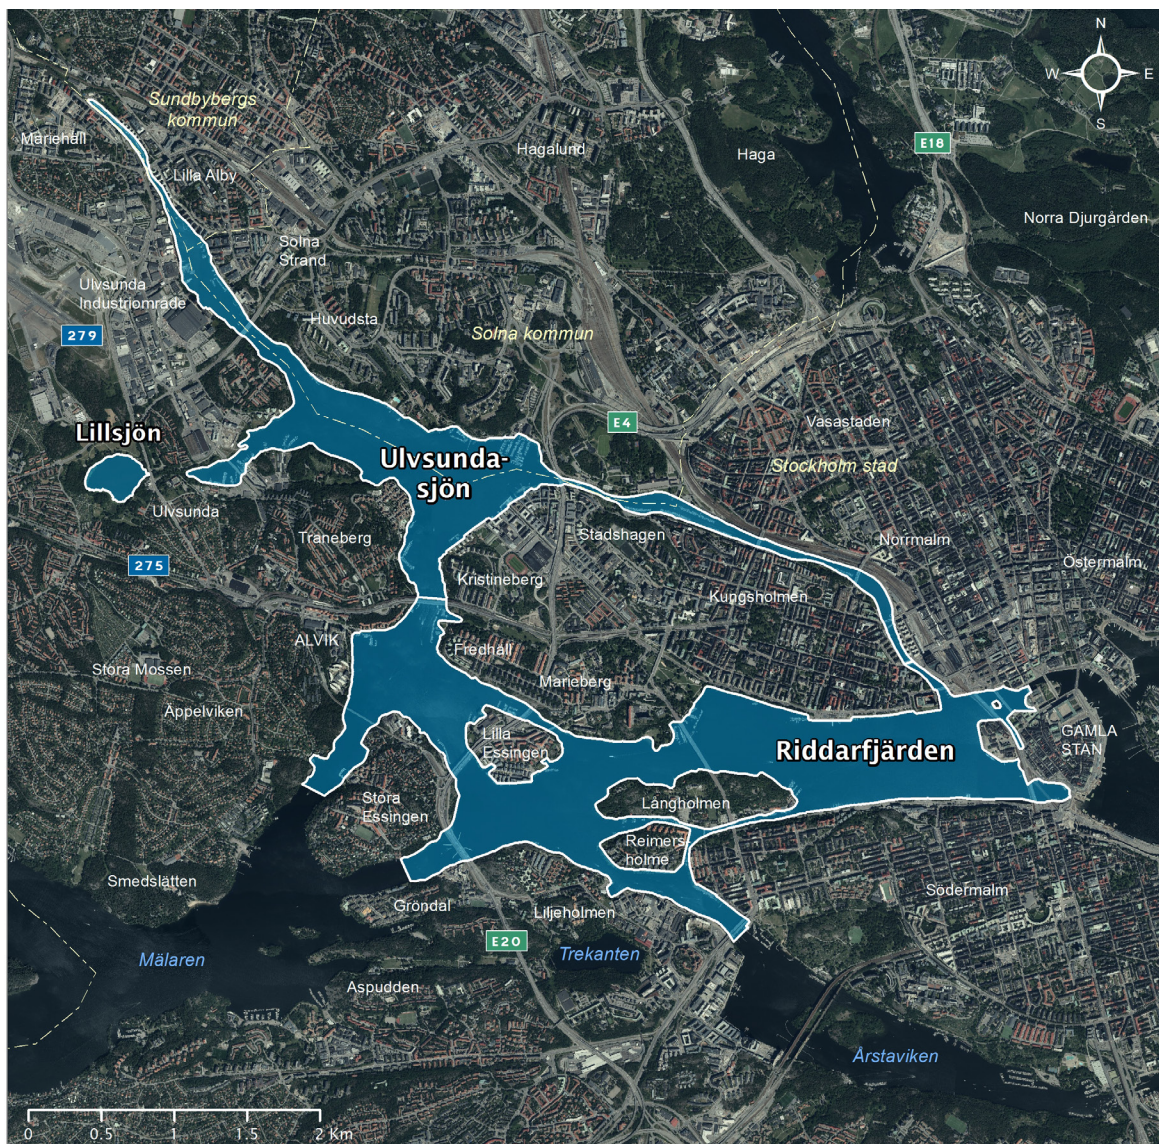 N
W E
S
Sundbybergs
kommun
Mariehäll
Lilla Alby
Hagalund
Haga
E18
Norra Djurgården
Solna
Strand
Ulvsunda
Industriområde
Huvudsta
279
Solna kommun
E4
Vasastaden
Lillsjön
Ulvsunda-
sjön
Stockholm stad
Ulvsunda
Traneberg
Stadshagen
Norrmalm
Östermalm
275
Kristineberg
Kungsholmen
ALVIK
Fredhäll
Stora Mossen
Marieberg
Äppelviken
Lilla
Essingen
Riddarfjärden
GAMLA
STAN
Stora
Essingen
Långholmen
Reimers-
holme
Smedslätten
Gröndal
Liljeholmen
Södermalm
E20
Trekanten
Mälaren
Aspudden
Årstaviken
0 0.5 1 1.5 2 Km